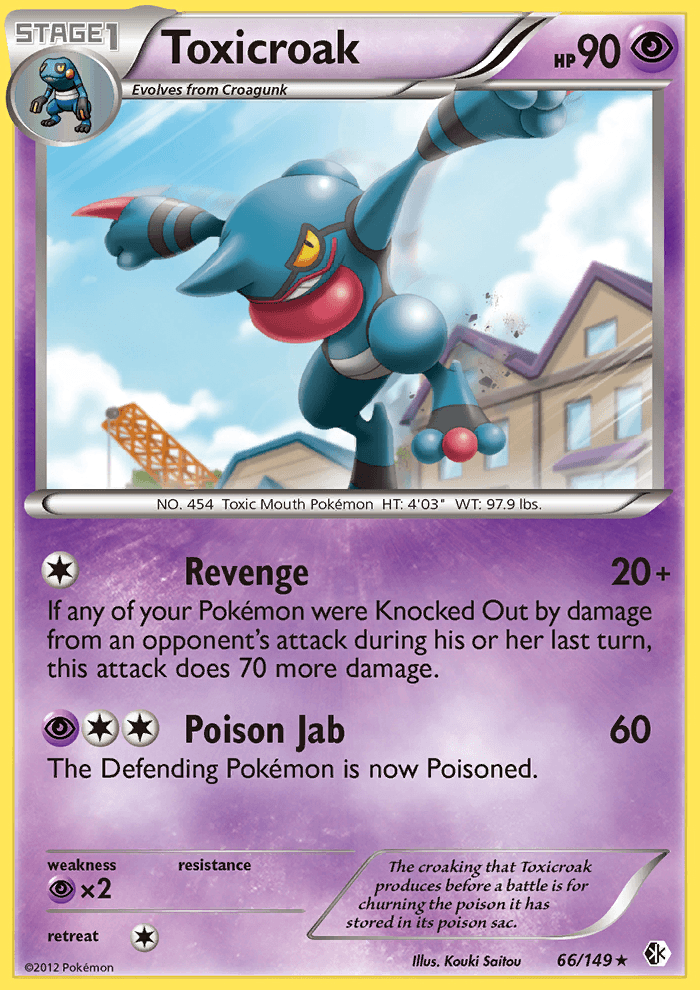 STAGE1
Toxicroak
HP 90
Evolves from Croagunk
NO. 454 Toxic Mouth Pokémon HT: 4'03" WT: 97.9 lbs.
Revenge 20+
If any of your Pokémon were Knocked Out by damage
from an opponent's attack during his or her last turn,
this attack does 70 more damage.
Poison Jab 60
The Defending Pokémon is now Poisoned.
weakness resistance
×2
retreat
The croaking that Toxicroak
produces before a battle is for
churning the poison it has
stored in its poison sac.
©2012 Pokémon
Illus. Kouki Saitou 66/149★